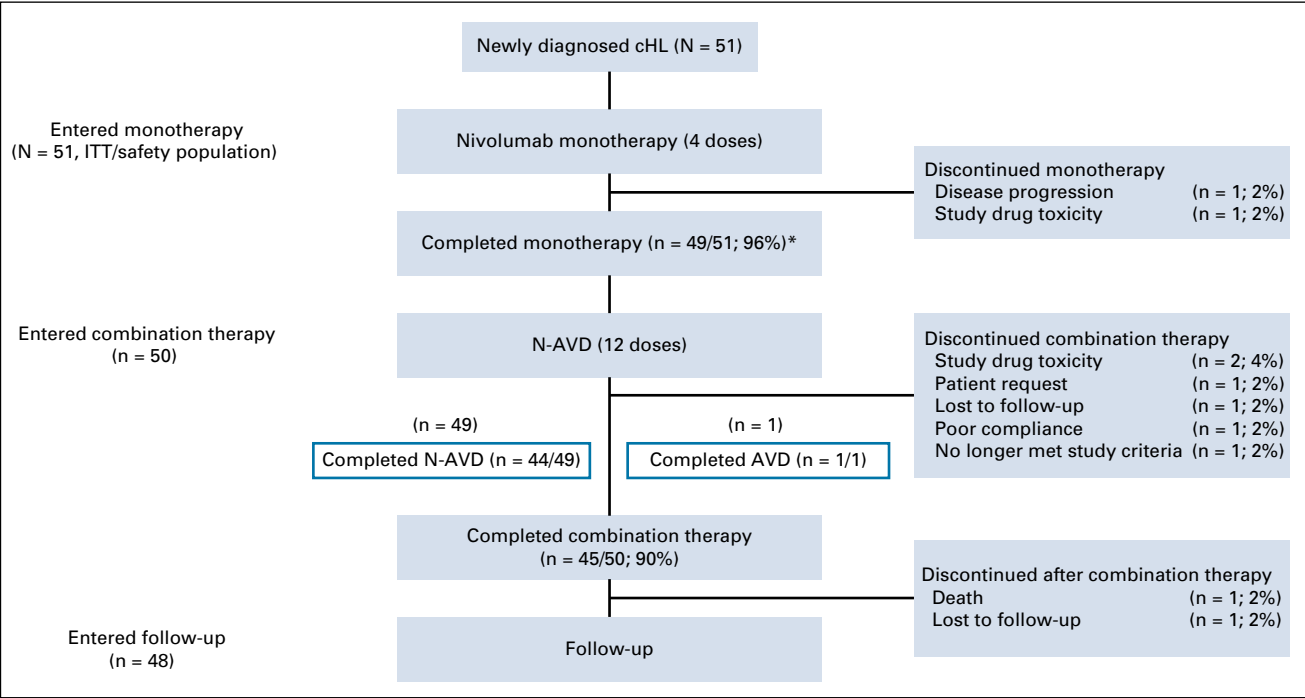 Newly diagnosed cHL (N = 51)
Entered monotherapy
(N = 51, ITT/safety population)
Nivolumab monotherapy (4 doses)
Discontinued monotherapy
Disease progression (n = 1; 2%)
Study drug toxicity (n = 1; 2%)
Completed monotherapy (n = 49/51; 96%)*
Entered combination therapy
(n = 50)
N-AVD (12 doses)
Discontinued combination therapy
Study drug toxicity (n = 2; 4%)
Patient request (n = 1; 2%)
Lost to follow-up (n = 1; 2%)
Poor compliance (n = 1; 2%)
No longer met study criteria (n = 1; 2%)
(n = 49)
Completed N-AVD (n = 44/49)
(n = 1)
Completed AVD (n = 1/1)
Completed combination therapy
(n = 45/50; 90%)
Discontinued after combination therapy
Death (n = 1; 2%)
Lost to follow-up (n = 1; 2%)
Entered follow-up
(n = 48)
Follow-up